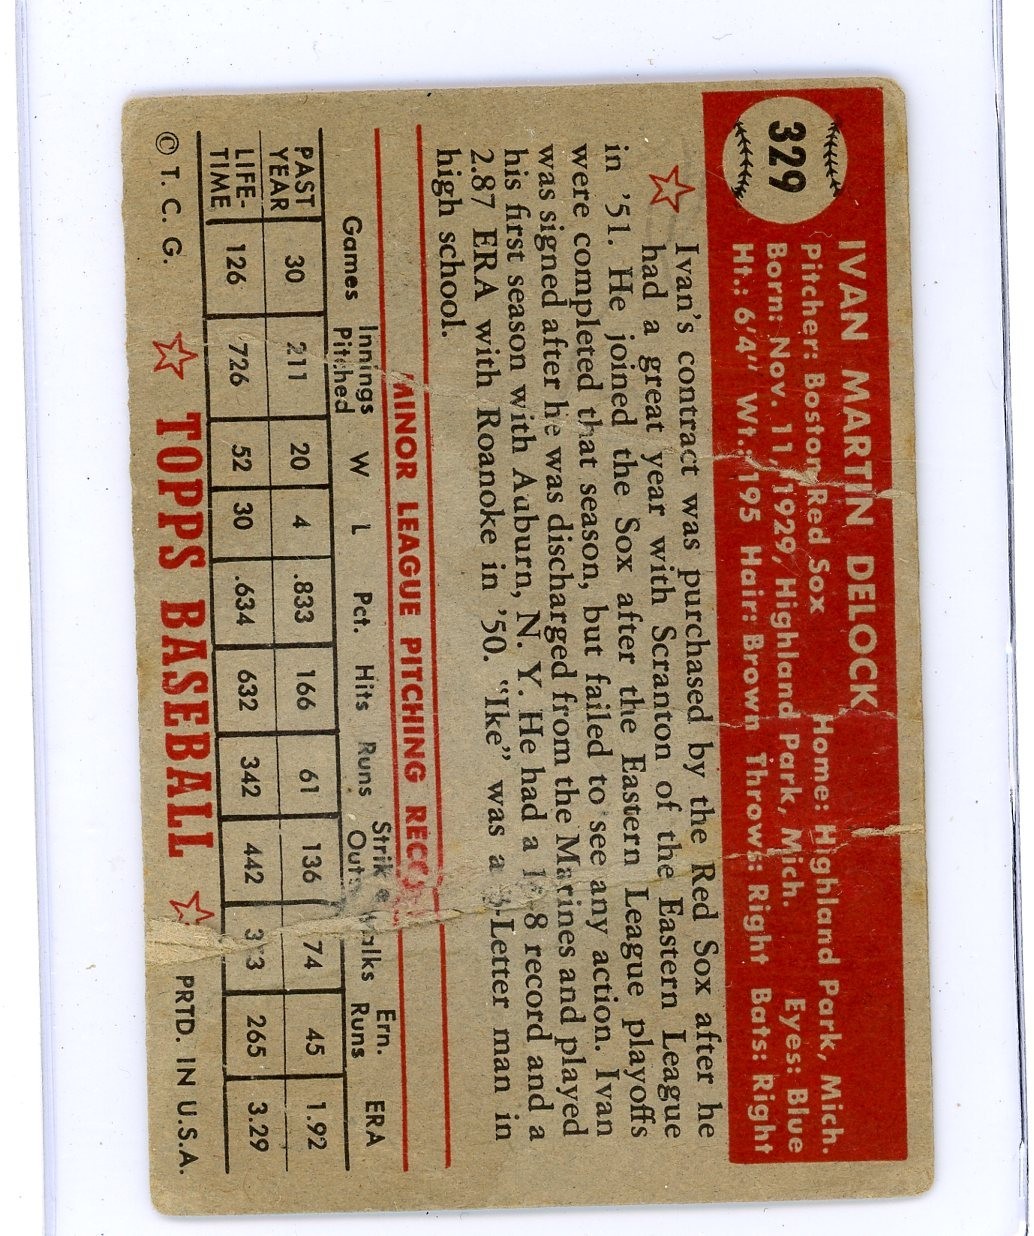 329
IVAN MARTIN DELOCK
Pitcher: Boston Red Sox Home: Highland Park, Mich.
Born: Nov. 11, 1929, Highland Park, Mich. Eyes: Blue
Ht.: 6'4" Wt.: 195 Hair: Brown Throws: Right Bats: Right
Ivan's contract was purchased by the Red Sox after he
had a great year with Scranton of the Eastern League
in '51. He joined the Sox after the Eastern League playoffs
were completed that season, but failed to see any action. Ivan
was signed after he was discharged from the Marines and played
his first season with Auburn, N. Y. He had a 8 record and a
2.87 ERA with Roanoke in '50. "Ike" was a 3-Letter man in
high school.
MINOR LEAGUE PITCHING RECO
Games Innings Pitched W L Pct. Hits Runs Strike Outs Walks Ern. Runs ERA
PAST YEAR 30 211 20 4 .833 166 61 136 74 45 1.92
LIFE-TIME 126 726 52 30 .634 632 342 442 265 3.29
© T. C. G. TOPPS BASEBALL PRTD. IN U.S.A.